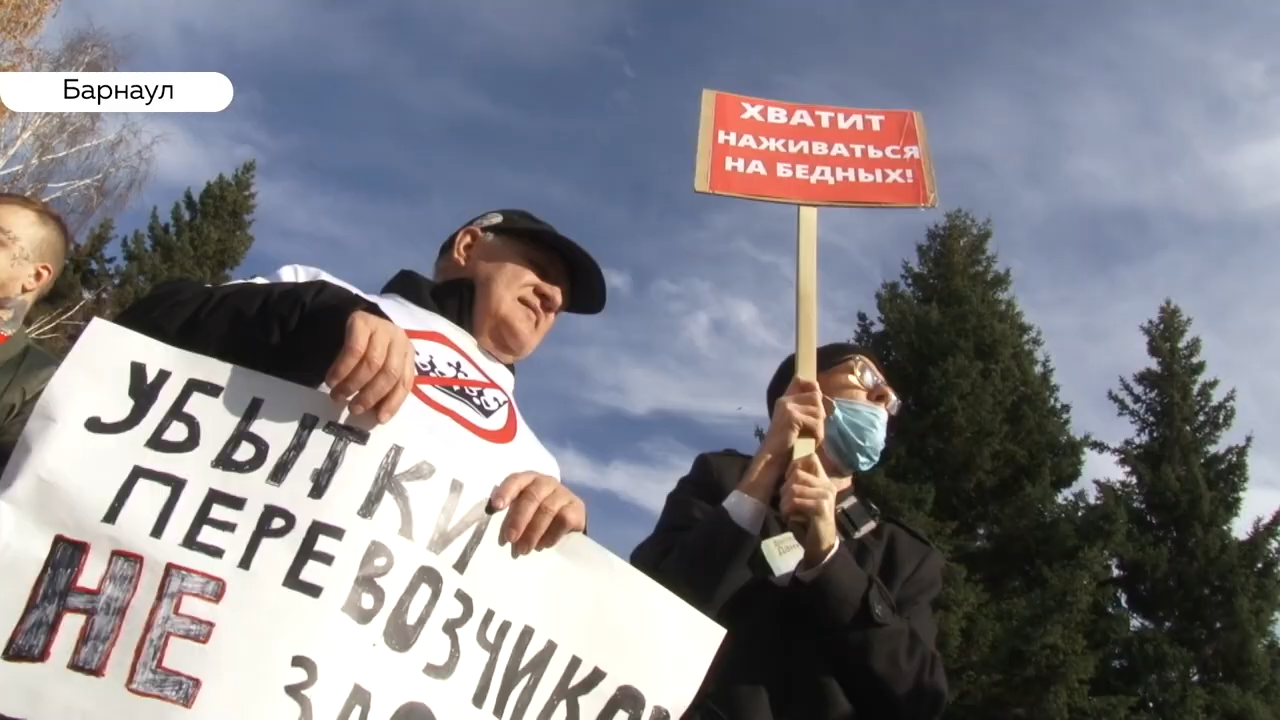 Барнаул
ХВАТИТ
НАЖИВАТЬСЯ
НА БЕДНЫХ!
УБЫТКИ
ПЕРЕВОЗЧИКОВ
НЕ